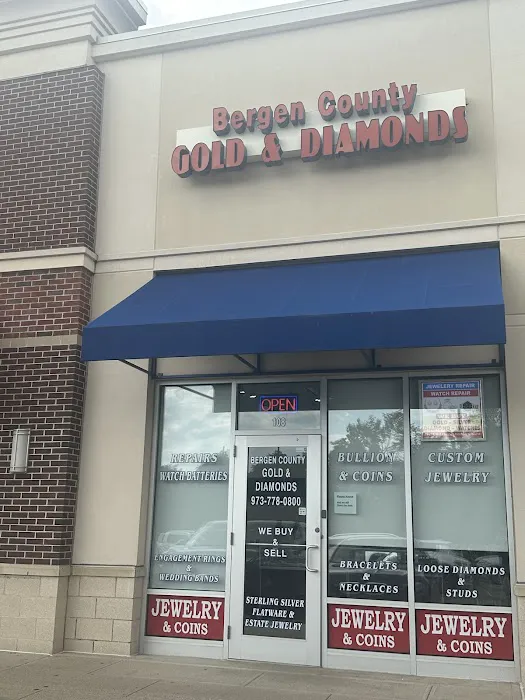 Bergen County
GOLD & DIAMONDS
OPEN
108
REPAIRS
WATCH BATTERIES
ENGAGEMENT RINGS
&
WEDDING BANDS
JEWELRY
& COINS
BERGEN COUNTY
GOLD &
DIAMONDS
973-778-0800
WE BUY
&
SELL
STERLING SILVER
FLATWARE &
ESTATE JEWELRY
BULLION
& COINS
BRACELETS
&
NECKLACES
JEWELRY
& COINS
JEWELERY REPAIR
WATCH REPAIR
CUSTOM
JEWELRY
LOOSE DIAMONDS
&
STUDS
JEWELRY
& COINS